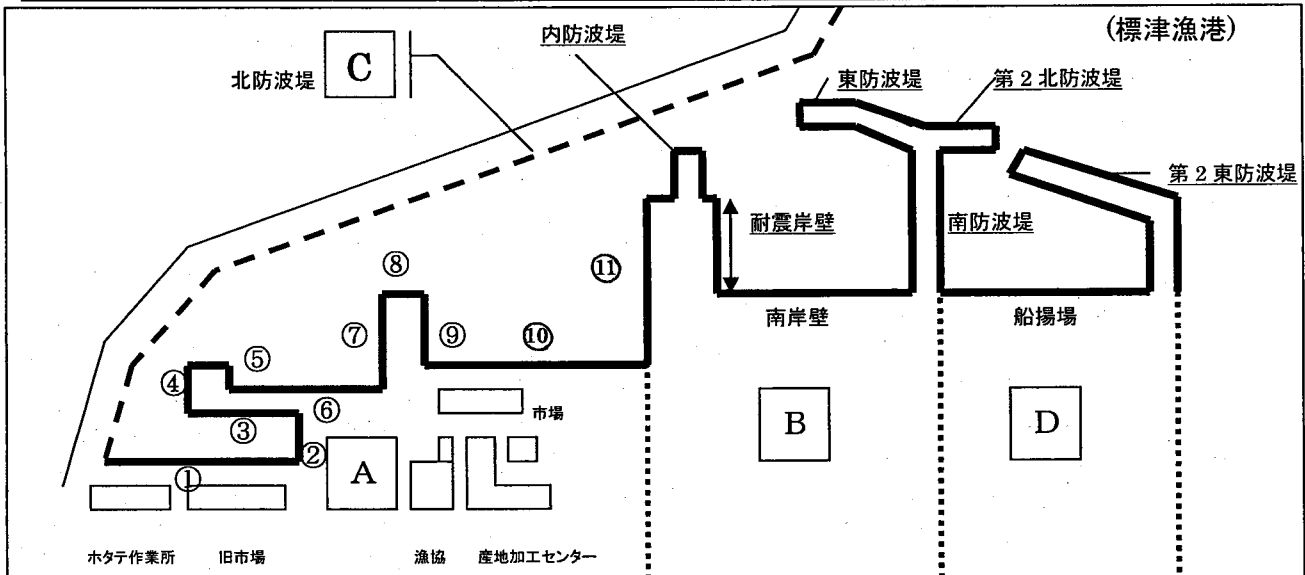 (標津漁港)
内防波堤
C
北防波堤
東防波堤
第2北防波堤
第2東防波堤
耐震岸壁
南防波堤
⑧
⑪
⑦
⑨
⑩
南岸壁
船揚場
⑤
④
⑥
③
市場
B
D
②
A
①
ホタテ作業所
旧市場
漁協
産地加工センター